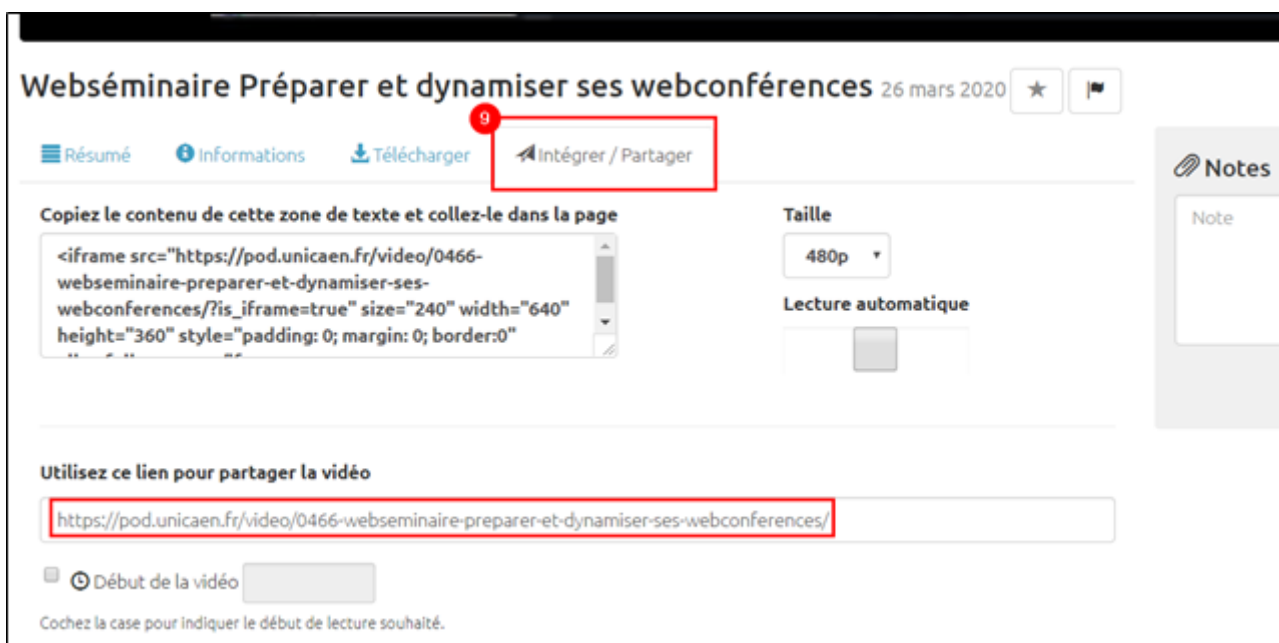 Webséminaire Préparer et dynamiser ses webconférences 26 mars 2020
9
Résumé Informations Télécharger Intégrer / Partager
Notes
Copiez le contenu de cette zone de texte et collez-le dans la page
Taille
Note
<iframe src="https://pod.unicaen.fr/video/0466-
webseminaire-preparer-et-dynamiser-ses-
webconferences/?is_iframe=true" size="240" width="640"
height="360" style="padding: 0; margin: 0; border:0"
480p
Lecture automatique
Utilisez ce lien pour partager la vidéo
https://pod.unicaen.fr/video/0466-webseminaire-preparer-et-dynamiser-ses-webconferences/
Début de la vidéo
Cochez la case pour indiquer le début de lecture souhaité.